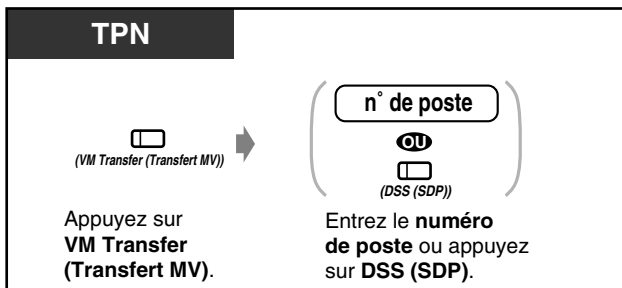 TPN
n° de poste
OU
(VM Transfer (Transfert MV))
(DSS (SDP))
Appuyez sur
VM Transfer
(Transfert MV).
Entrez le numéro
de poste ou appuyez
sur DSS (SDP).